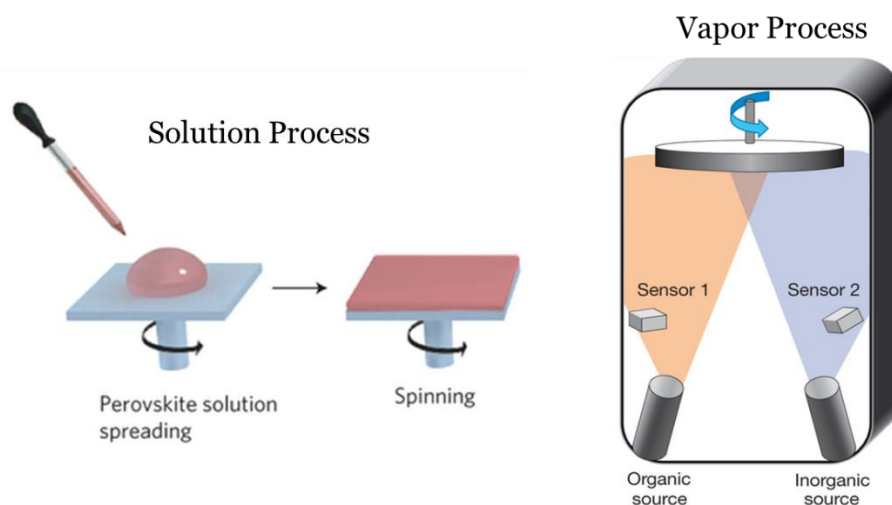 Solution Process
Perovskite solution
spreading
Spinning
Vapor Process
Sensor 1
Sensor 2
Organic
source
Inorganic
source